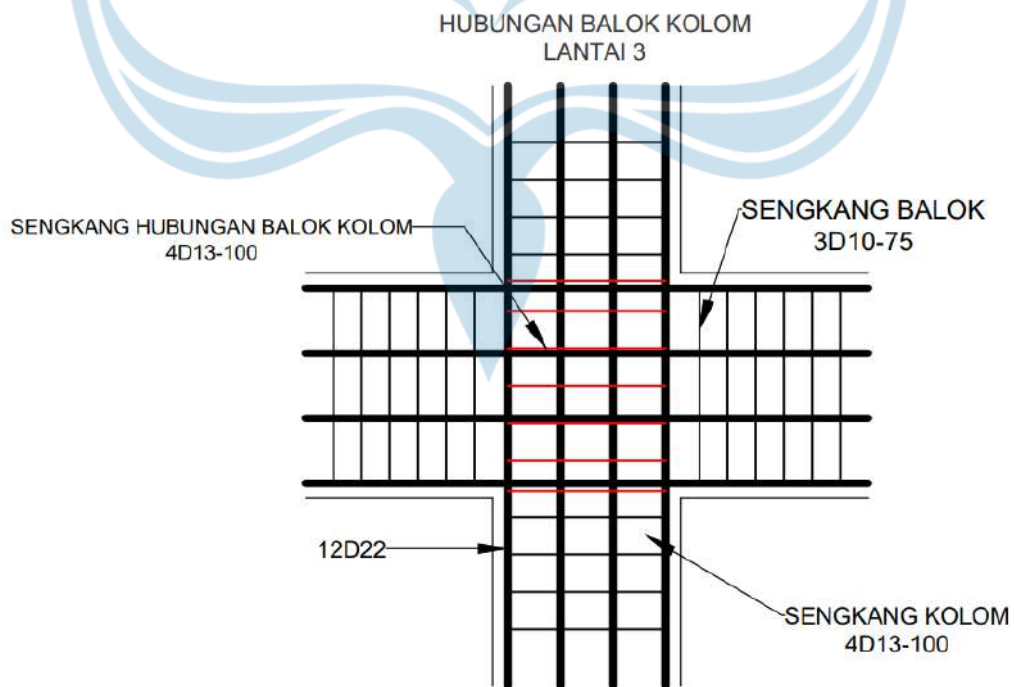 HUBUNGAN BALOK KOLOM
LANTAI 3
SENGKANG HUBUNGAN BALOK KOLOM
4D13-100
SENGKANG BALOK
3D10-75
12D22
SENGKANG KOLOM
4D13-100